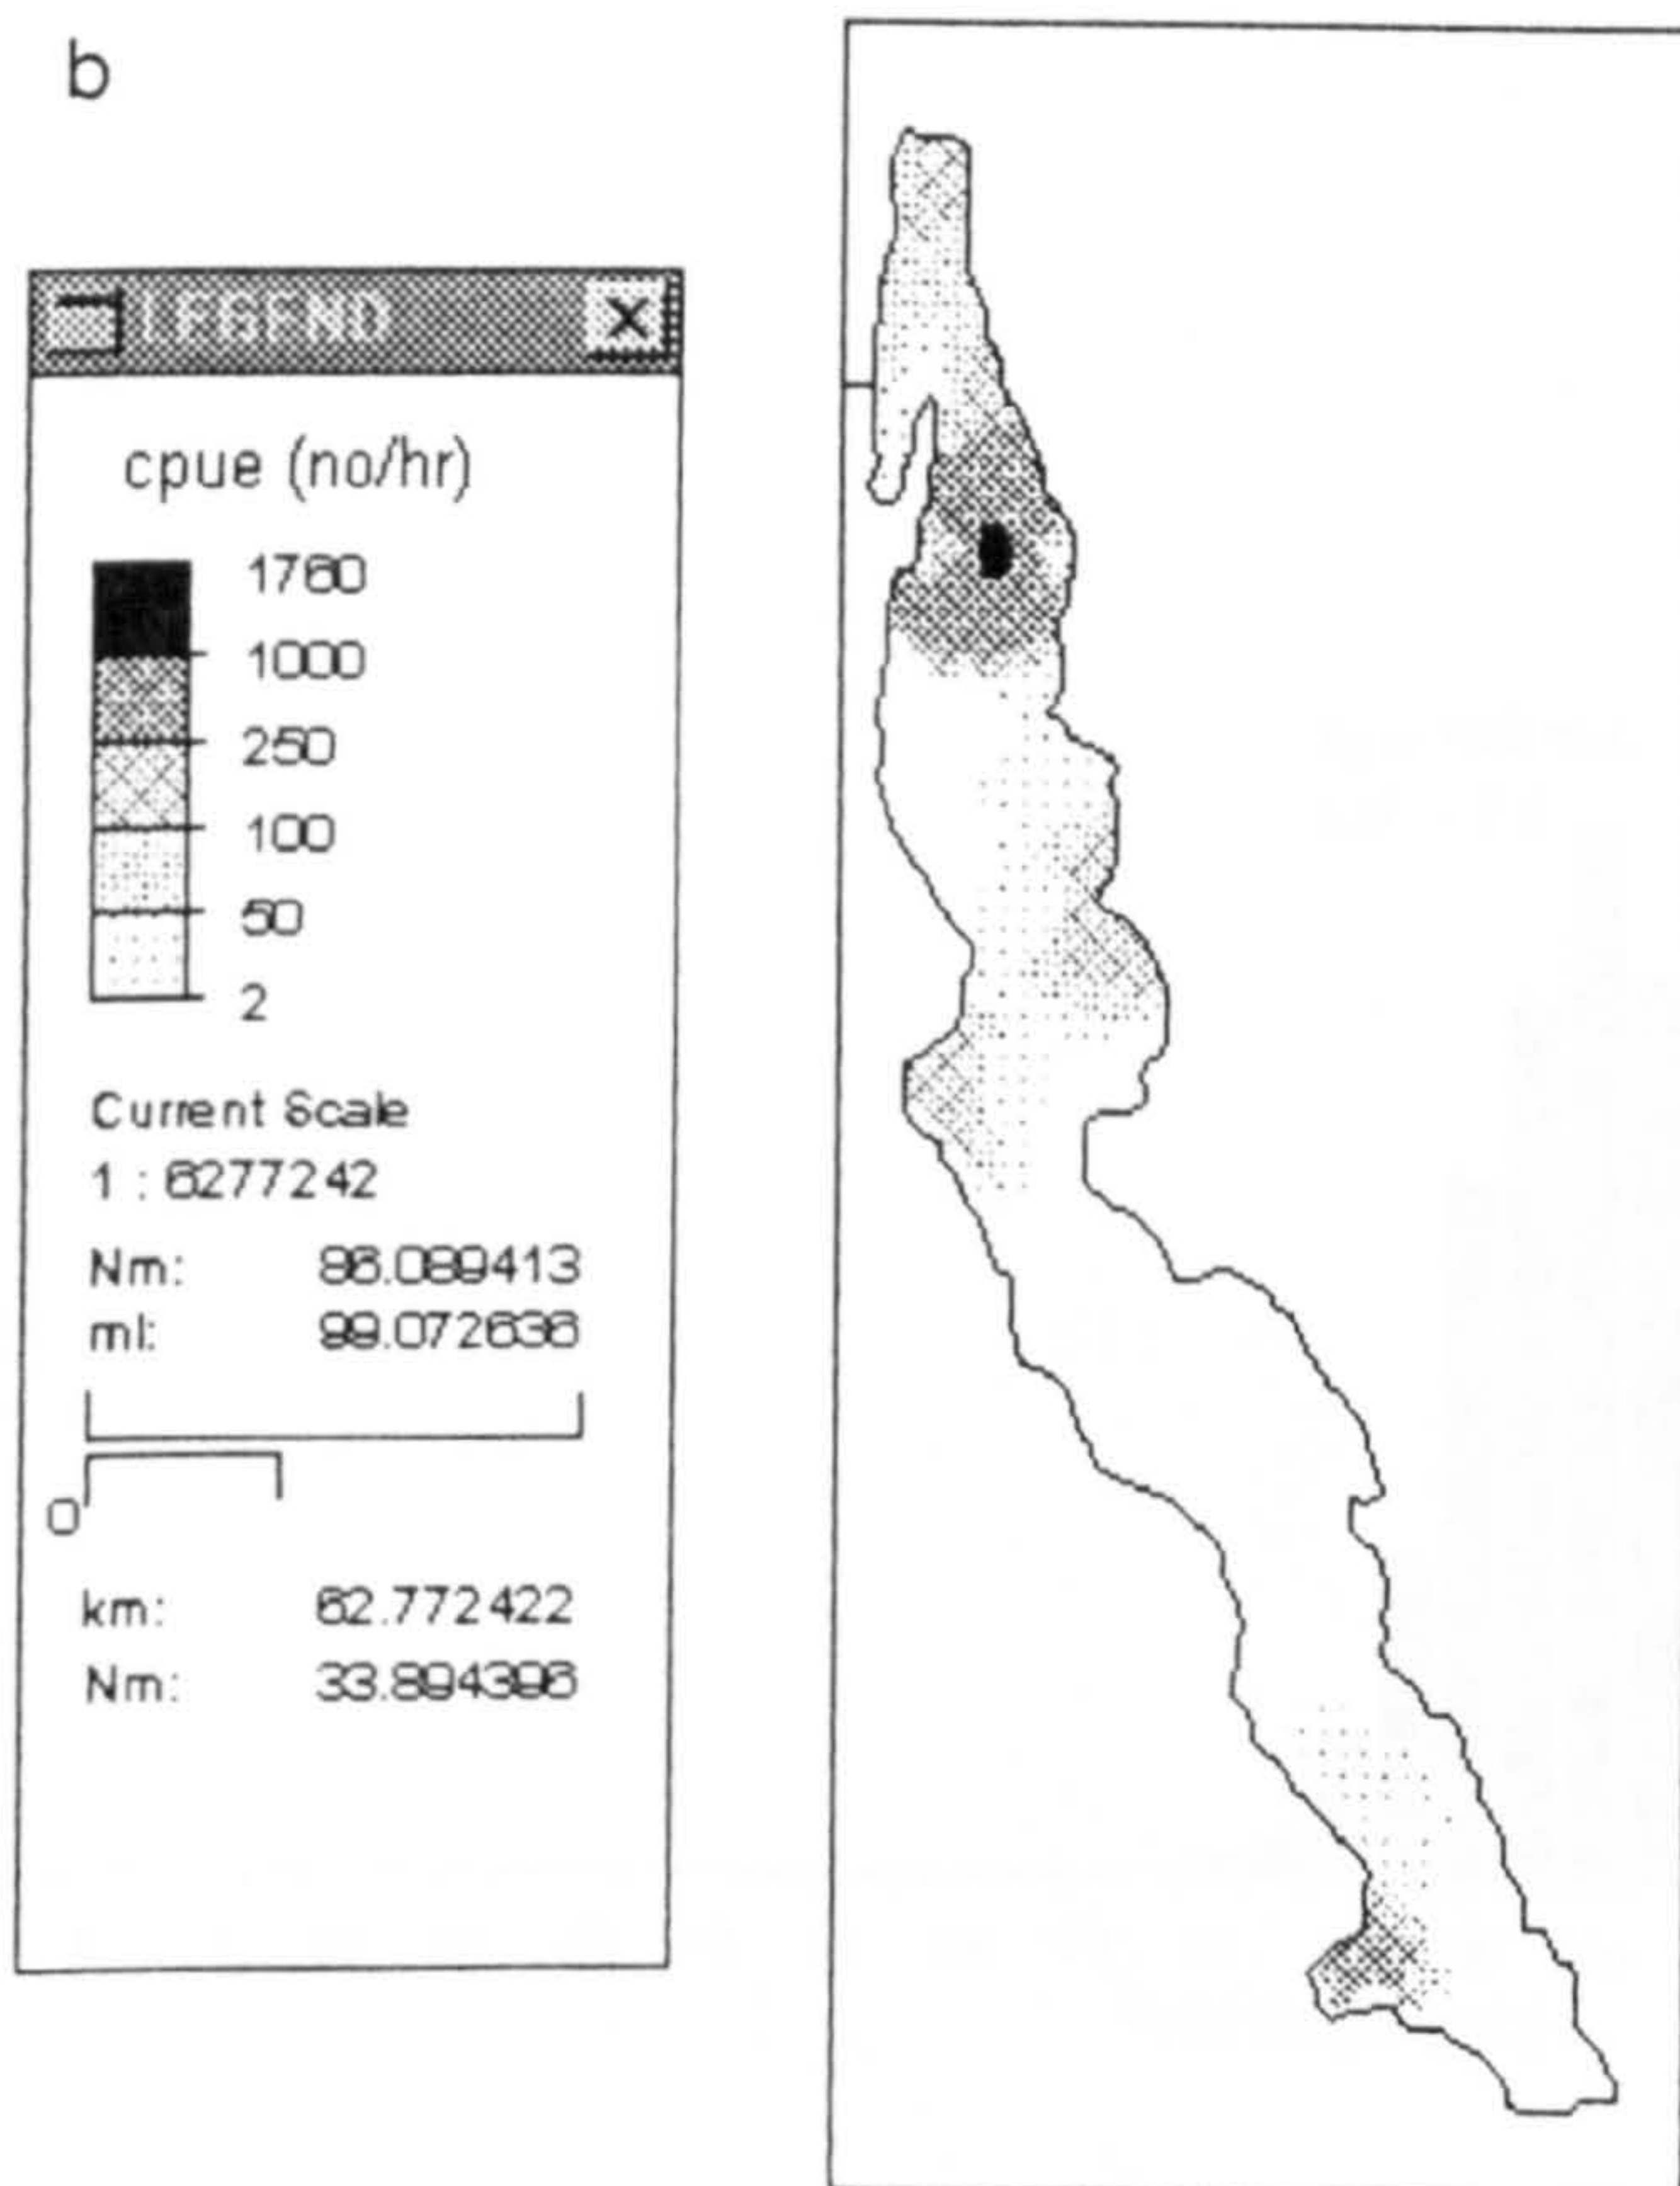 b
LEGEND
cpue (no/hr)
1760
1000
250
100
50
2
Current Scale
1 : 6277242
Nm: 86.089413
ml: 99.072636
0
km: 62.772422
Nm: 33.894396